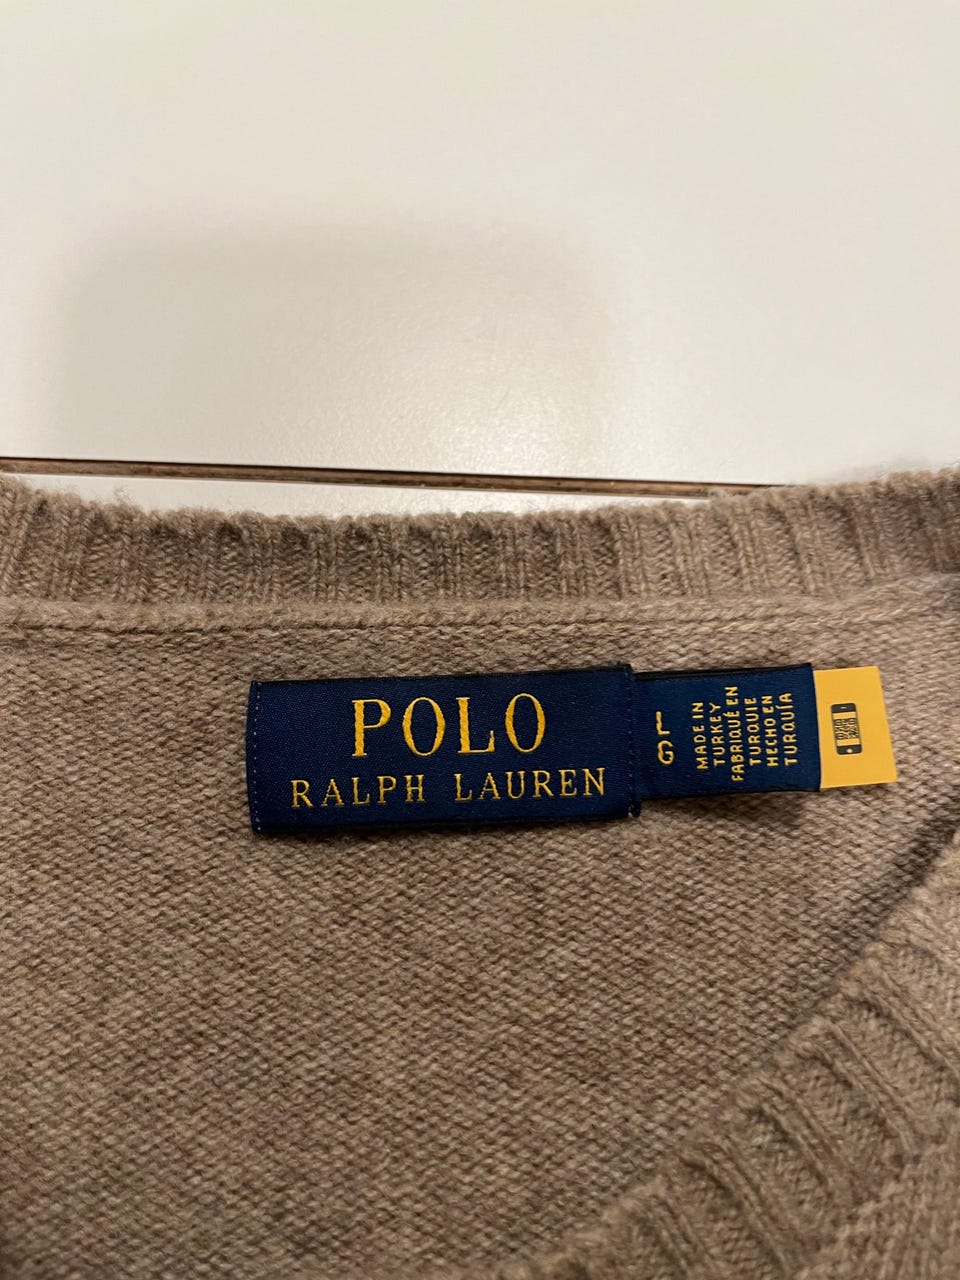 POLO
RALPH LAUREN
L G
MADE IN
TURKEY
FABRIQUÉ EN
TURQUIE
HECHO EN
TURQUÍA